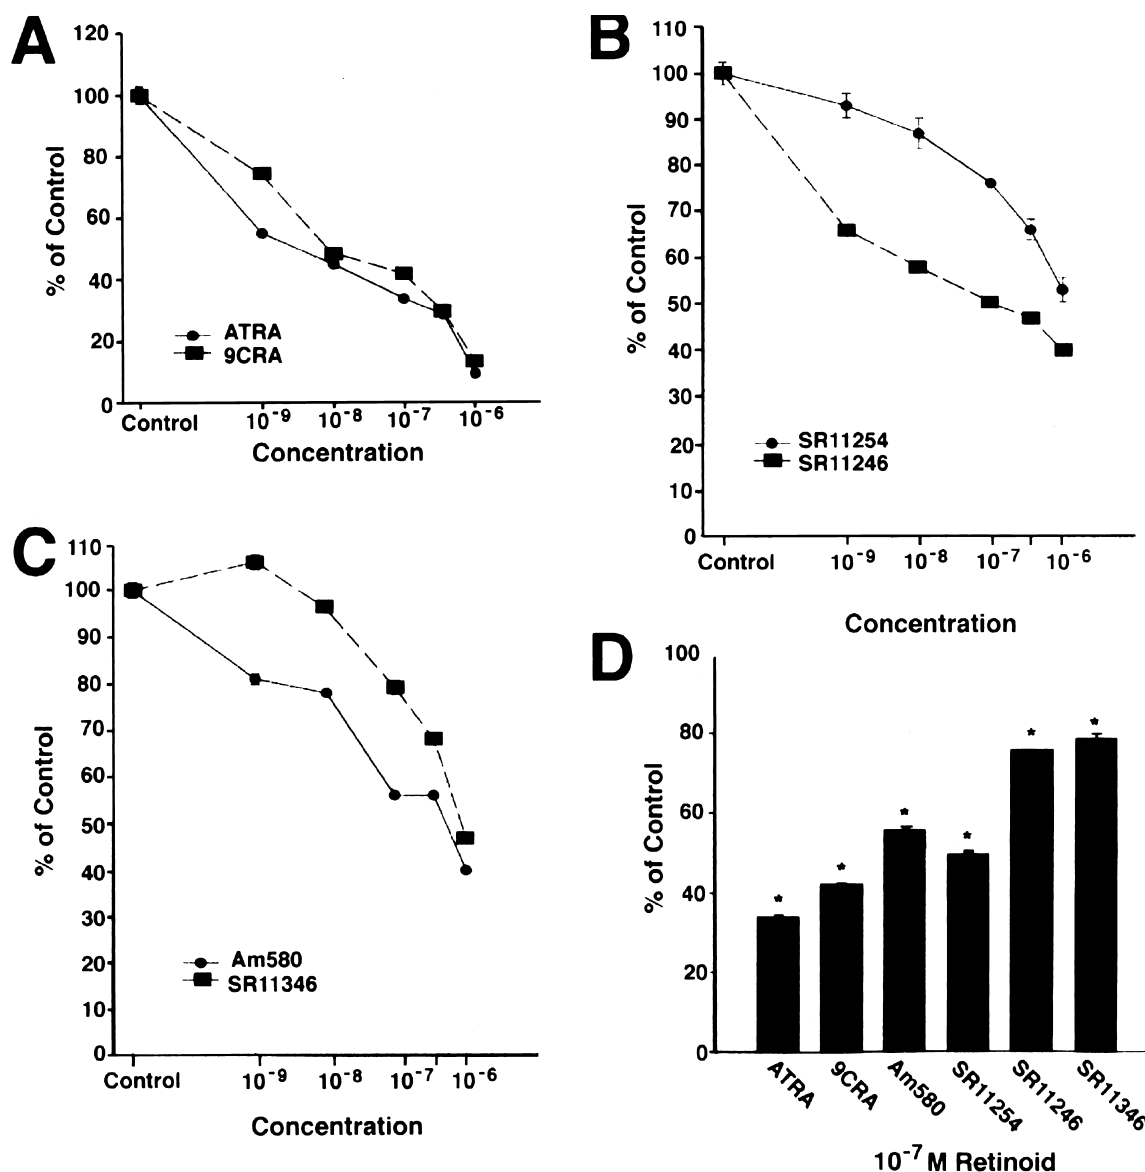 A
120
100
80
60
40
20
0
% of Control
ATRA
9CRA
Control 10⁻⁹ 10⁻⁸ 10⁻⁷ 10⁻⁶
Concentration
B
110
100
90
80
70
60
50
40
30
20
10
0
% of Control
SR11254
SR11246
Control 10⁻⁹ 10⁻⁸ 10⁻⁷ 10⁻⁶
Concentration
C
110
100
90
80
70
60
50
40
30
20
10
0
% of Control
Am580
SR11346
Control 10⁻⁹ 10⁻⁸ 10⁻⁷ 10⁻⁶
Concentration
D
100
80
60
40
20
0
% of Control
* * * * * *
ATRA 9CRA Am580 SR11254 SR11246 SR11346
10⁻⁷ M Retinoid